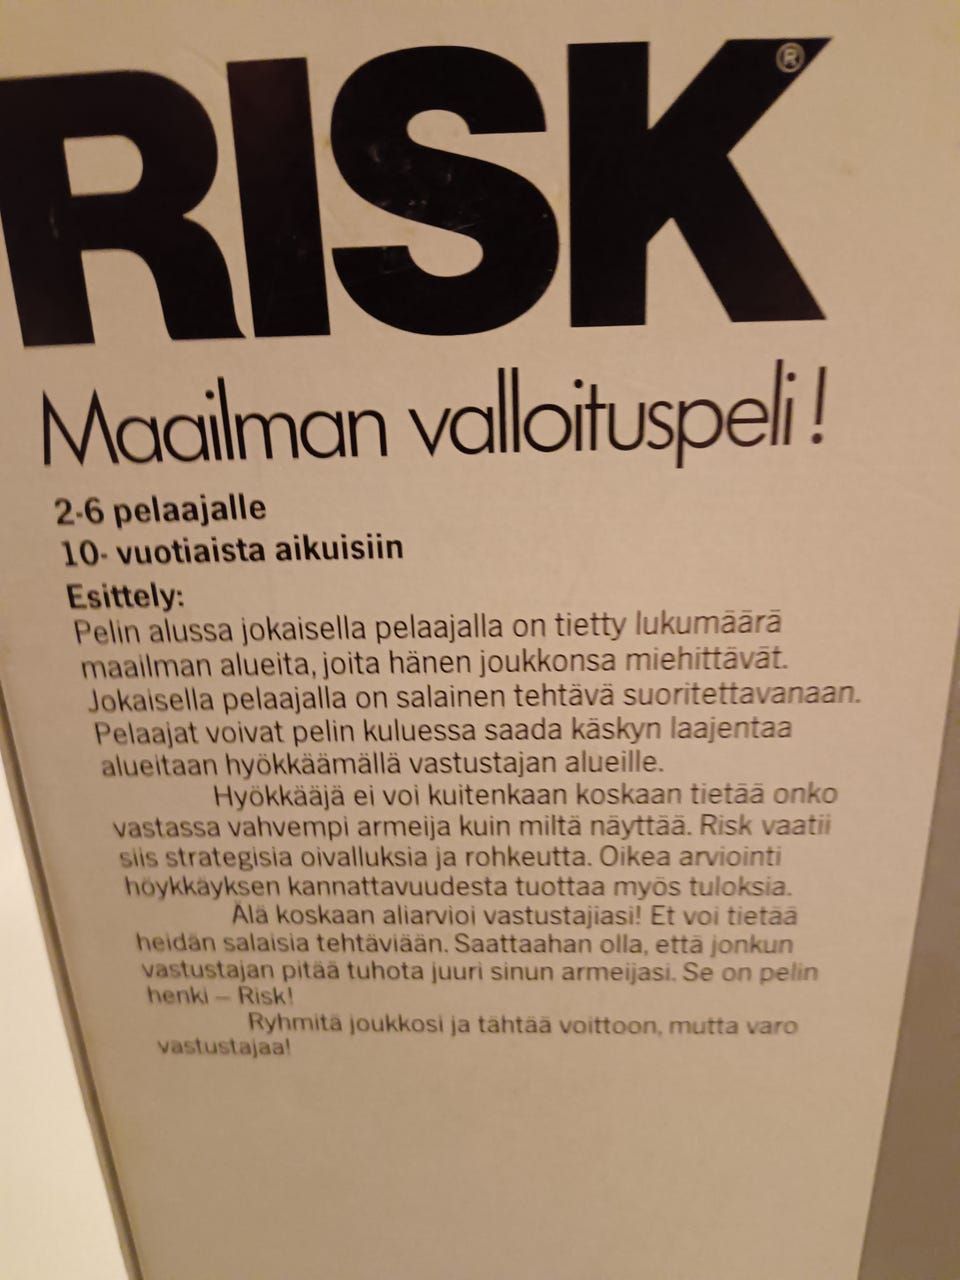 RISK®
Maailman valloituspeli!
2-6 pelaajalle
10- vuotiaista aikuisiin
Esittely:
Pelin alussa jokaisella pelaajalla on tietty lukumäärä
maailman alueita, joita hänen joukkonsa miehittävät.
Jokaisella pelaajalla on salainen tehtävä suoritettavanaan.
Pelaajat voivat pelin kuluessa saada käskyn laajentaa
alueitaan hyökkäämällä vastustajan alueille.
Hyökkääjä ei voi kuitenkaan koskaan tietää onko
vastassa vahvempi armeija kuin miltä näyttää. Risk vaatii
siis strategisia oivalluksia ja rohkeutta. Oikea arviointi
höykkäyksen kannattavuudesta tuottaa myös tuloksia.
Älä koskaan aliarvioi vastustajiasi! Et voi tietää
heidän salaisia tehtäviään. Saattaahan olla, että jonkun
vastustajan pitää tuhota juuri sinun armeijasi. Se on pelin
henki – Risk!
Ryhmitä joukkosi ja tähtää voittoon, mutta varo
vastustajaa!